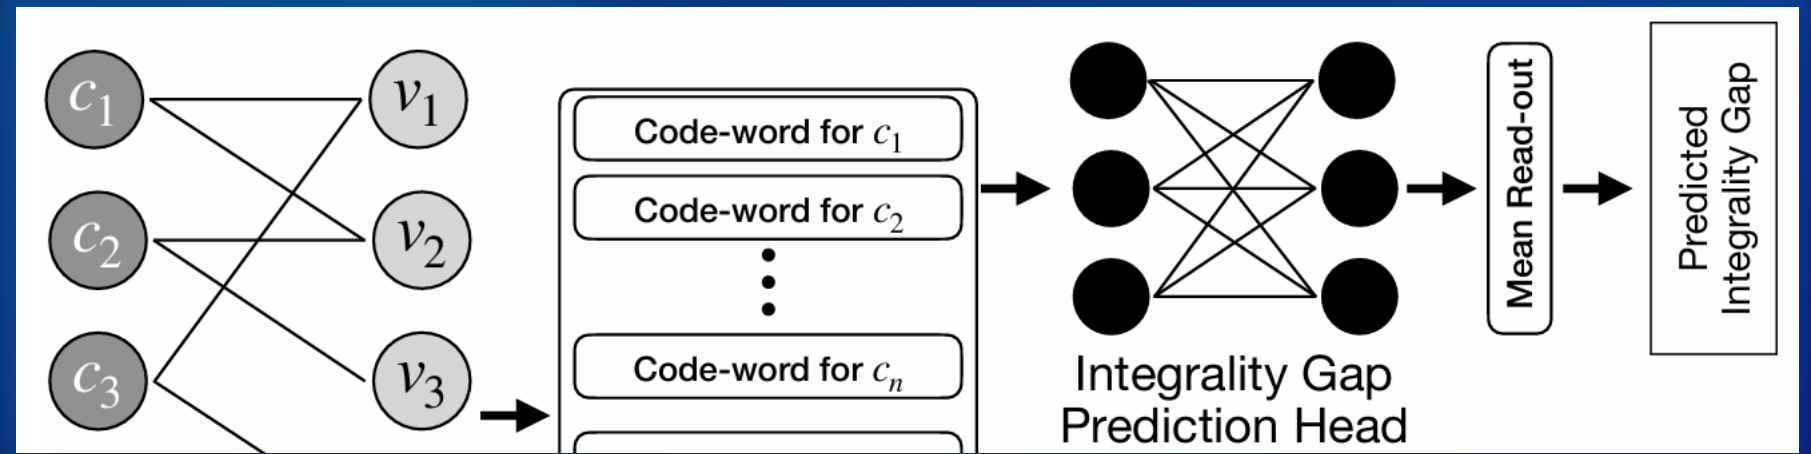 c1
v1
c2
v2
c3
v3
Code-word for c1
Code-word for c2
Code-word for cn
Integrality Gap
Prediction Head
Mean Read-out
Predicted
Integrality Gap